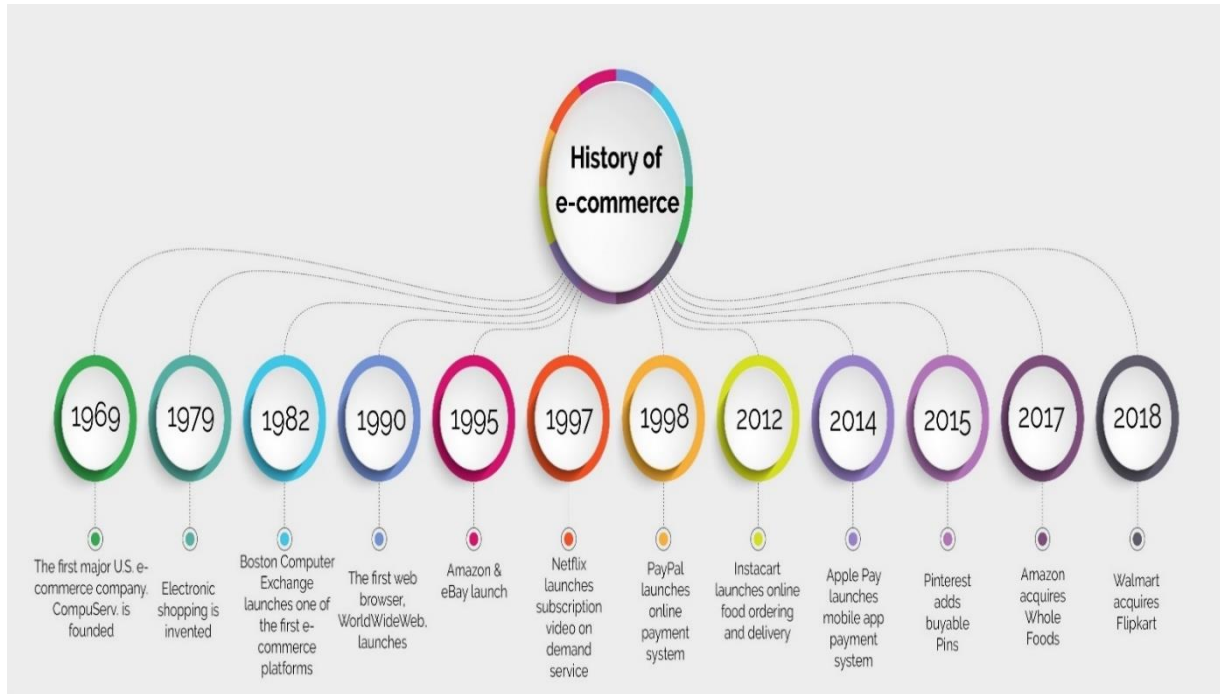 History of
e-commerce
1969
1979
1982
1990
1995
1997
1998
2012
2014
2015
2017
2018
The first major U.S. e-
commerce company.
CompuServ. is
founded
Electronic
shopping is
invented
Boston Computer
Exchange
launches one of
the first e-
commerce
platforms
The first web
browser,
WorldWideWeb.
launches
Amazon &
eBay launch
Netflix
launches
subscription
video on
demand
service
PayPal
launches
online
payment
system
Instacart
launches online
food ordering
and delivery
Apple Pay
launches
mobile app
payment
system
Pinterest
adds
buyable
Pins
Amazon
acquires
Whole
Foods
Walmart
acquires
Flipkart